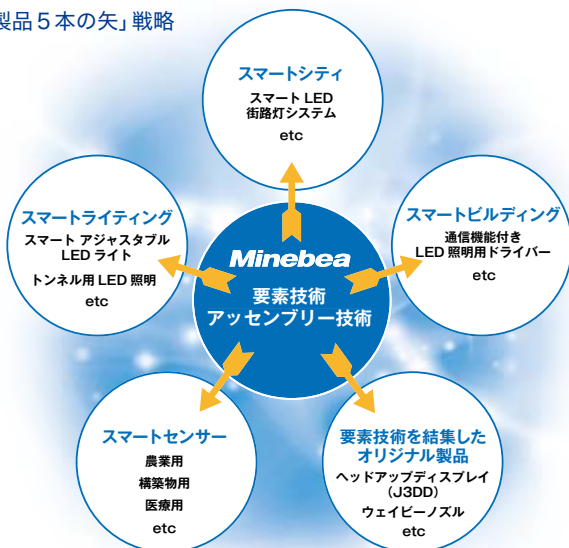 製品５本の矢」戦略
スマートシティ
スマート LED
街路灯システム
etc
スマートライティング
スマート アジャスタブル
LED ライト
トンネル用 LED 照明
etc
Minebea
要素技術
アッセンブリー技術
スマートビルディング
通信機能付き
LED 照明用ドライバー
etc
スマートセンサー
農業用
構築物用
医療用
etc
要素技術を結集した
オリジナル製品
ヘッドアップディスプレイ
（J3DD）
ウェイビーノズル
etc